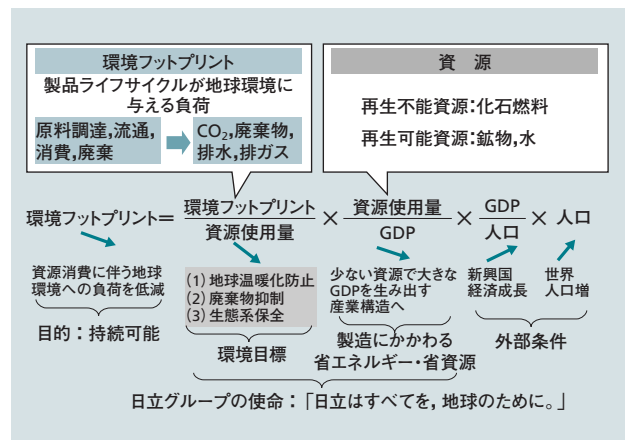 環境フットプリント
製品ライフサイクルが地球環境に
与える負荷
原料調達,流通,
消費,廃棄
CO₂,廃棄物,
排水,排ガス
資 源
再生不能資源:化石燃料
再生可能資源:鉱物,水
環境フットプリント= 環境フットプリント/資源使用量 × 資源使用量/GDP × GDP/人口 × 人口
資源消費に伴う地球
環境への負荷を低減
目的:持続可能
(1)地球温暖化防止
(2)廃棄物抑制
(3)生態系保全
環境目標
少ない資源で大きな
GDPを生み出す
産業構造へ
製造にかかわる
省エネルギー・省資源
新興国
経済成長
世界
人口増
外部条件
日立グループの使命:「日立はすべてを,地球のために。」